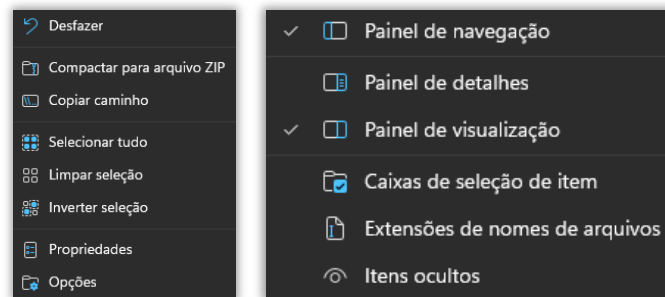 Desfazer
Compactar para arquivo ZIP
Copiar caminho
Selecionar tudo
Limpar seleção
Inverter seleção
Propriedades
Opções
Painel de navegação
Painel de detalhes
Painel de visualização
Caixas de seleção de item
Extensões de nomes de arquivos
Itens ocultos